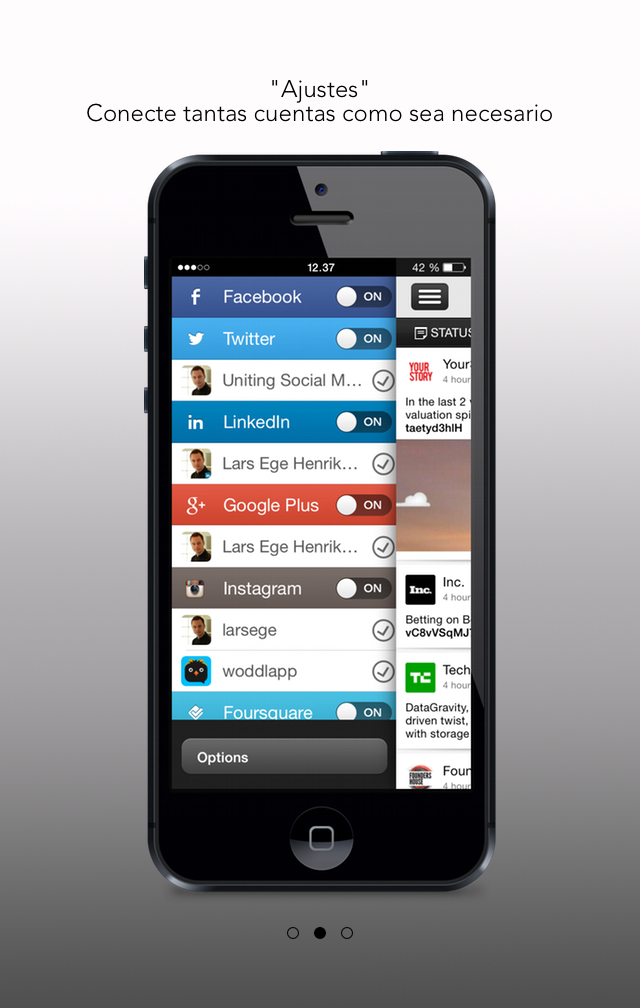 "Ajustes"
Conecte tantas cuentas como sea necesario
12.37
42 %
f Facebook ON
Twitter ON
Uniting Social M...
in LinkedIn ON
Lars Ege Henrik...
g+ Google Plus ON
Lars Ege Henrik...
Instagram ON
larsege
woddlapp
Foursquare ON
Options
STATUS
YOUR
STORY
YourS
4 hour
In the last 2
valuation spi
taetyd3hlH
Inc.
Inc.
4 hour
Betting on B
vC8vVSqMJ
TC
Tech
4 hour
DataGravity,
driven twist,
with storage
FOUNDERS
HOUSE
Foun
4 hour